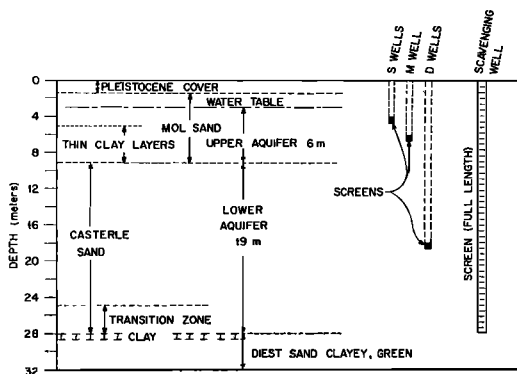 S WELLS
M WELL
D WELLS
SCAVENGING
WELL
0
PLEISTOCENE COVER
WATER TABLE
4
MOL SAND
THIN CLAY LAYERS
UPPER AQUIFER 6 m
8
12
SCREENS
LOWER
AQUIFER
19 m
CASTERLE
SAND
16
20
24
TRANSITION ZONE
28
CLAY
DIEST SAND CLAYEY, GREEN
32
DEPTH (meters)
SCREEN (FULL LENGTH)